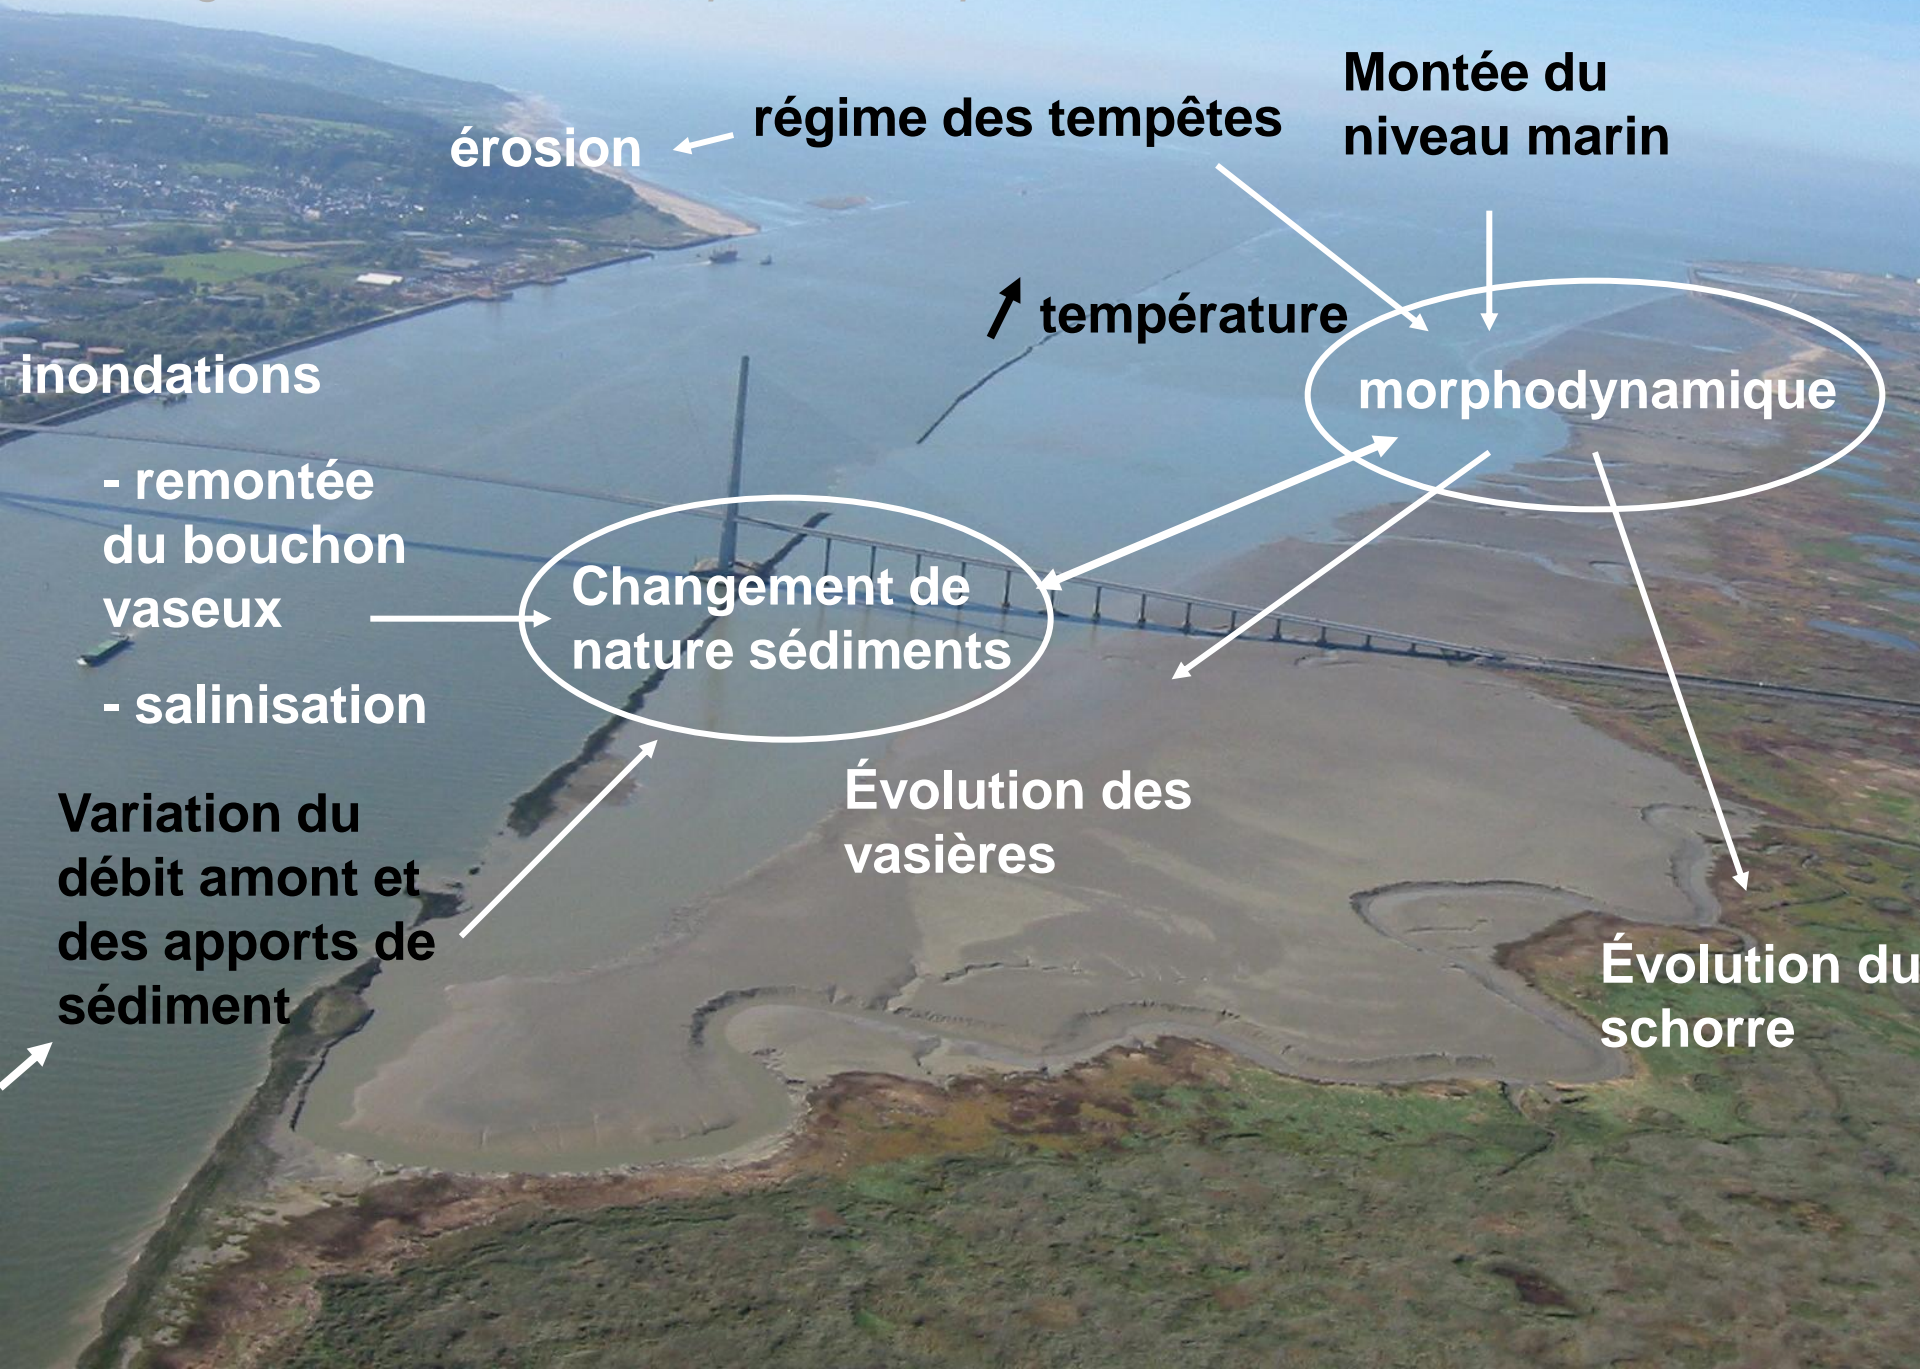 Montée du
niveau marin
régime des tempêtes
érosion
température
inondations
morphodynamique
- remontée
du bouchon
vaseux
Changement de
nature sédiments
- salinisation
Évolution des
vasières
Variation du
débit amont et
des apports de
sédiment
Évolution du
schorre